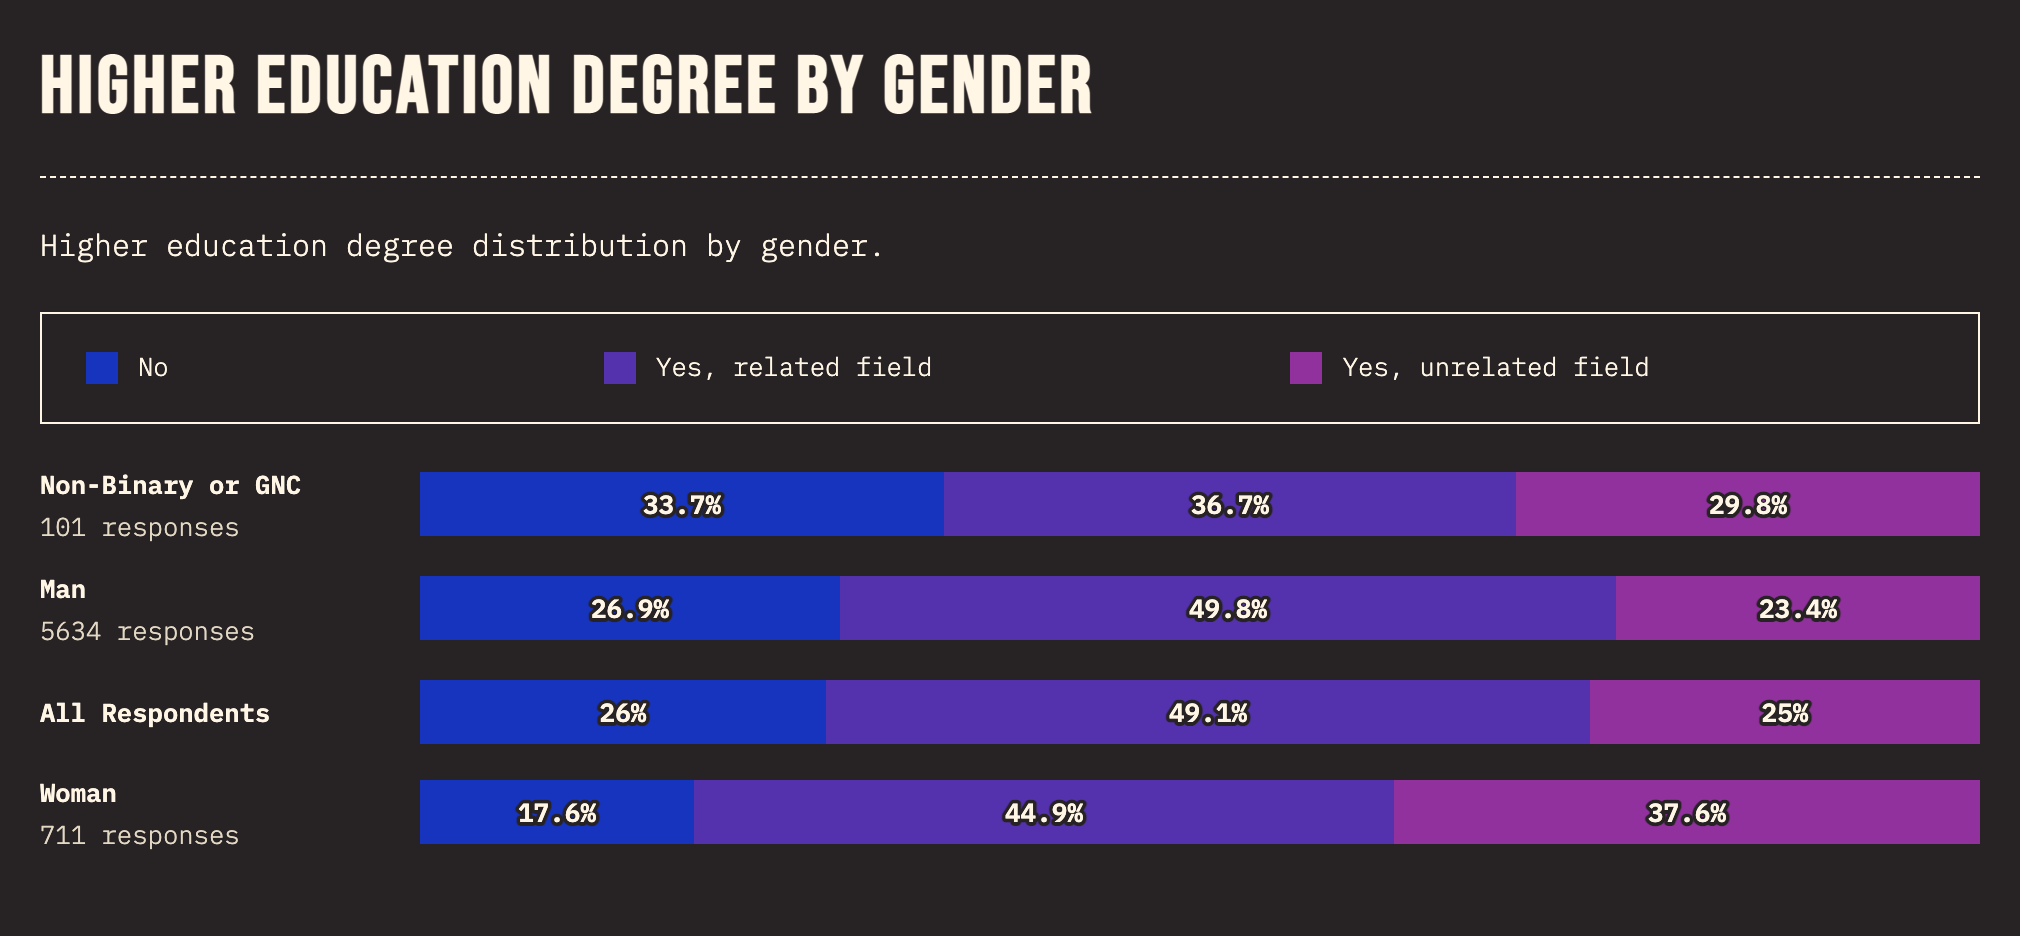 HIGHER EDUCATION DEGREE BY GENDER
Higher education degree distribution by gender.
No
Yes, related field
Yes, unrelated field
Non-Binary or GNC
101 responses
33.7%
36.7%
29.8%
Man
5634 responses
26.9%
49.8%
23.4%
All Respondents
26%
49.1%
25%
Woman
711 responses
17.6%
44.9%
37.6%